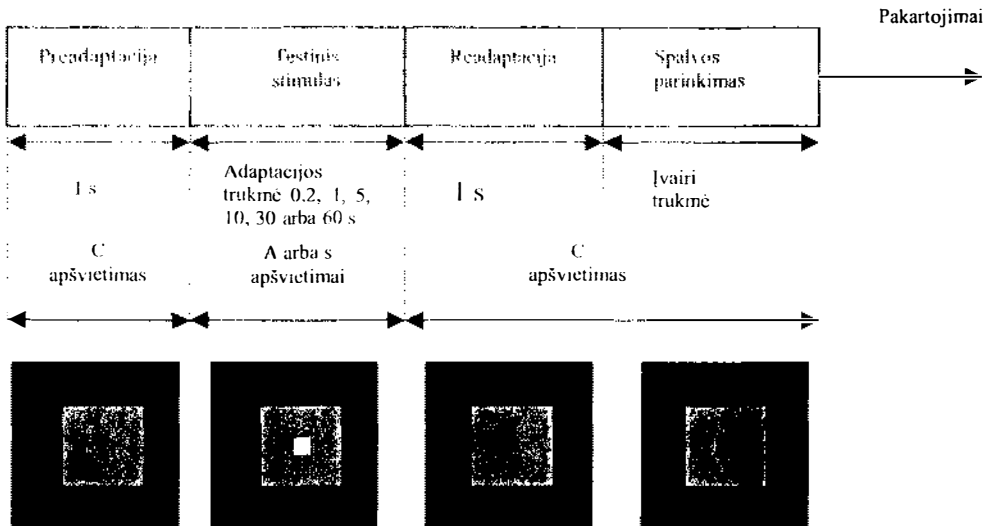 Pakartojimai
Preadaptacija
Testinis
stimulas
Readaptacija
Spalvos
parinkimas
1 s
Adaptacijos
trukmė 0.2, 1, 5,
10, 30 arba 60 s
1 s
Įvairi
trukmė
C
apšvietimas
A arba s
apšvietimai
C
apšvietimas